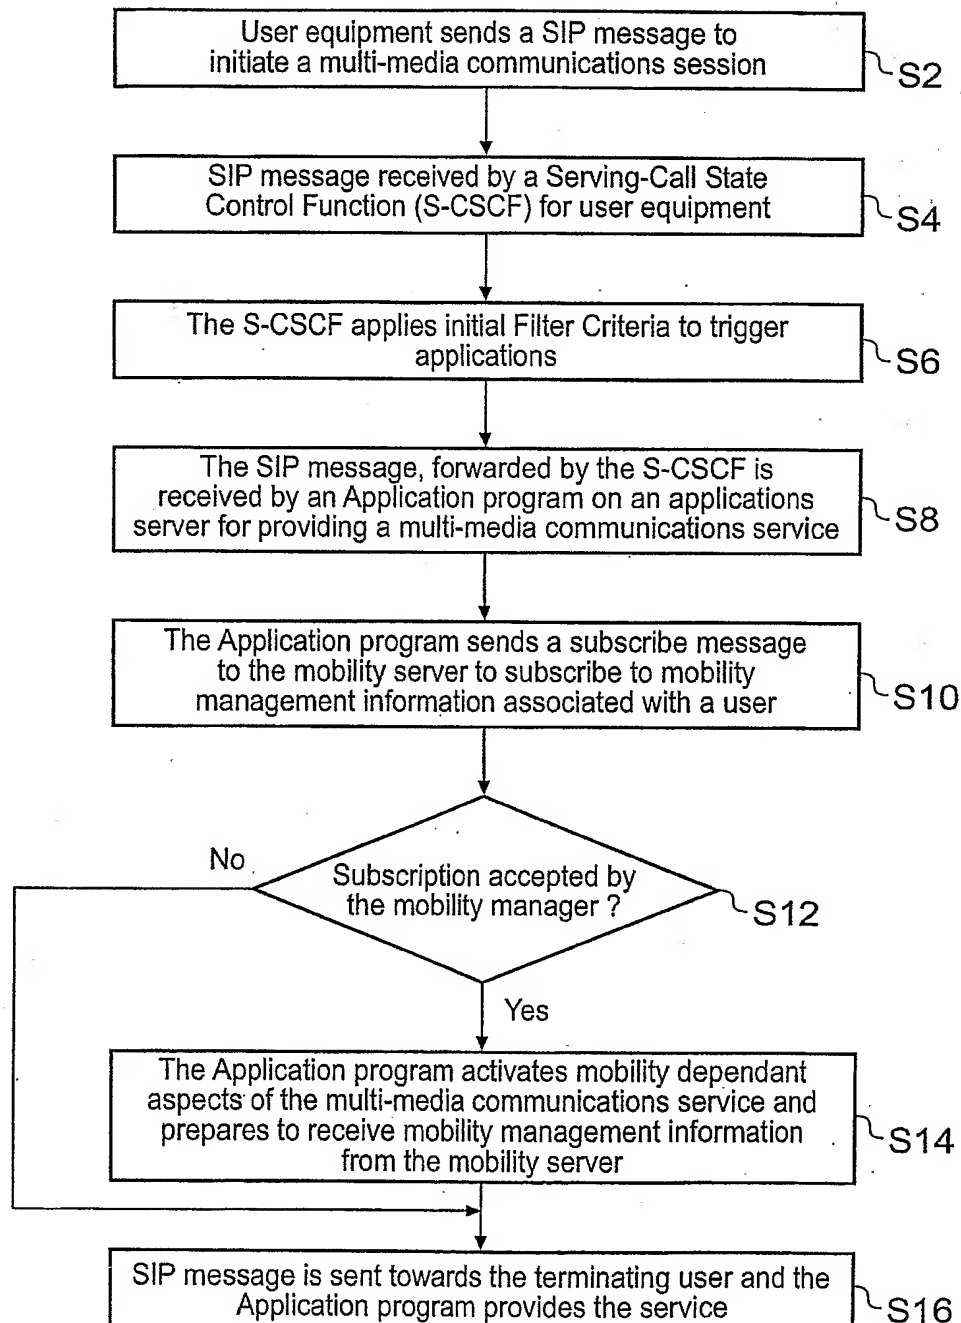 User equipment sends a SIP message to
initiate a multi-media communications session
S2
SIP message received by a Serving-Call State
Control Function (S-CSCF) for user equipment
S4
The S-CSCF applies initial Filter Criteria to trigger
applications
S6
The SIP message, forwarded by the S-CSCF is
received by an Application program on an applications
server for providing a multi-media communications service
S8
The Application program sends a subscribe message
to the mobility server to subscribe to mobility
management information associated with a user
S10
No
Subscription accepted by
the mobility manager ?
S12
Yes
The Application program activates mobility dependant
aspects of the multi-media communications service and
prepares to receive mobility management information
from the mobility server
S14
SIP message is sent towards the terminating user and the
Application program provides the service
S16